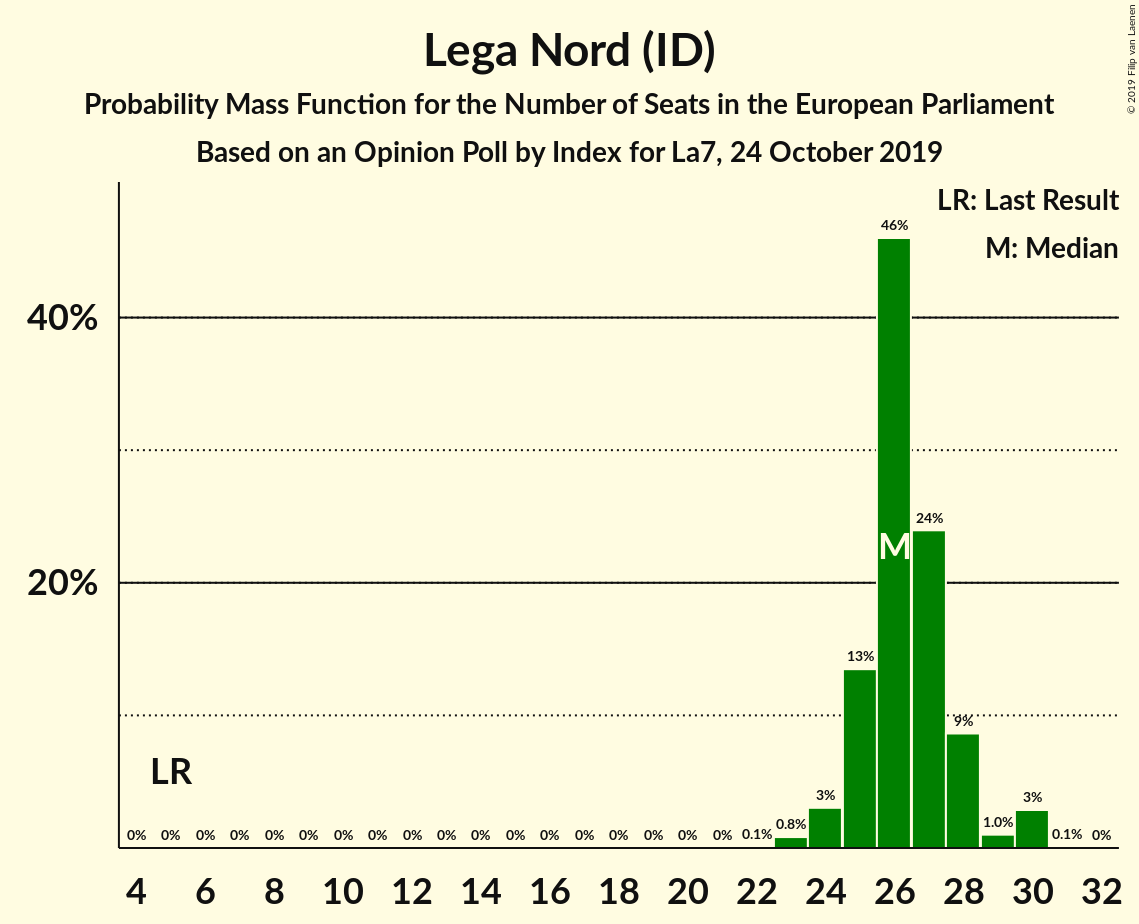 © 2019 Filip van Laenen
Lega Nord (ID)
Probability Mass Function for the Number of Seats in the European Parliament
Based on an Opinion Poll by Index for La7, 24 October 2019
LR: Last Result
M: Median
40%
20%
LR
M
0% 0% 0% 0% 0% 0% 0% 0% 0% 0% 0% 0% 0% 0% 0% 0% 0% 0% 0.1% 0.8% 3% 13% 46% 24% 9% 1.0% 3% 0.1% 0%
4 6 8 10 12 14 16 18 20 22 24 26 28 30 32